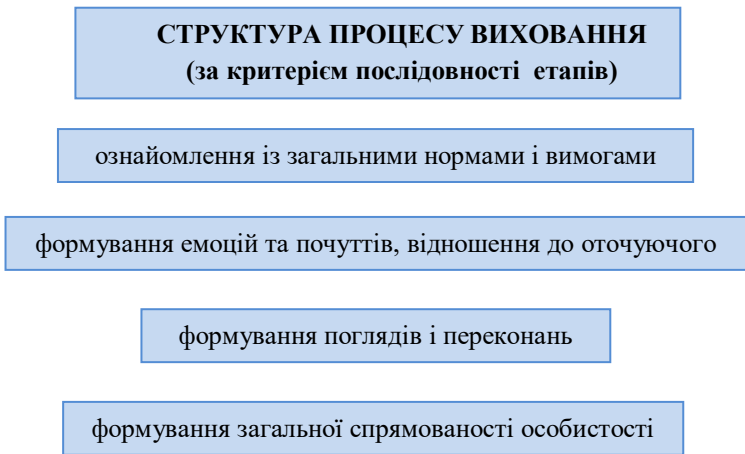 СТРУКТУРА ПРОЦЕСУ ВИХОВАННЯ
(за критерієм послідовності етапів)
ознайомлення із загальними нормами і вимогами
формування емоцій та почуттів, відношення до оточуючого
формування поглядів і переконань
формування загальної спрямованості особистості